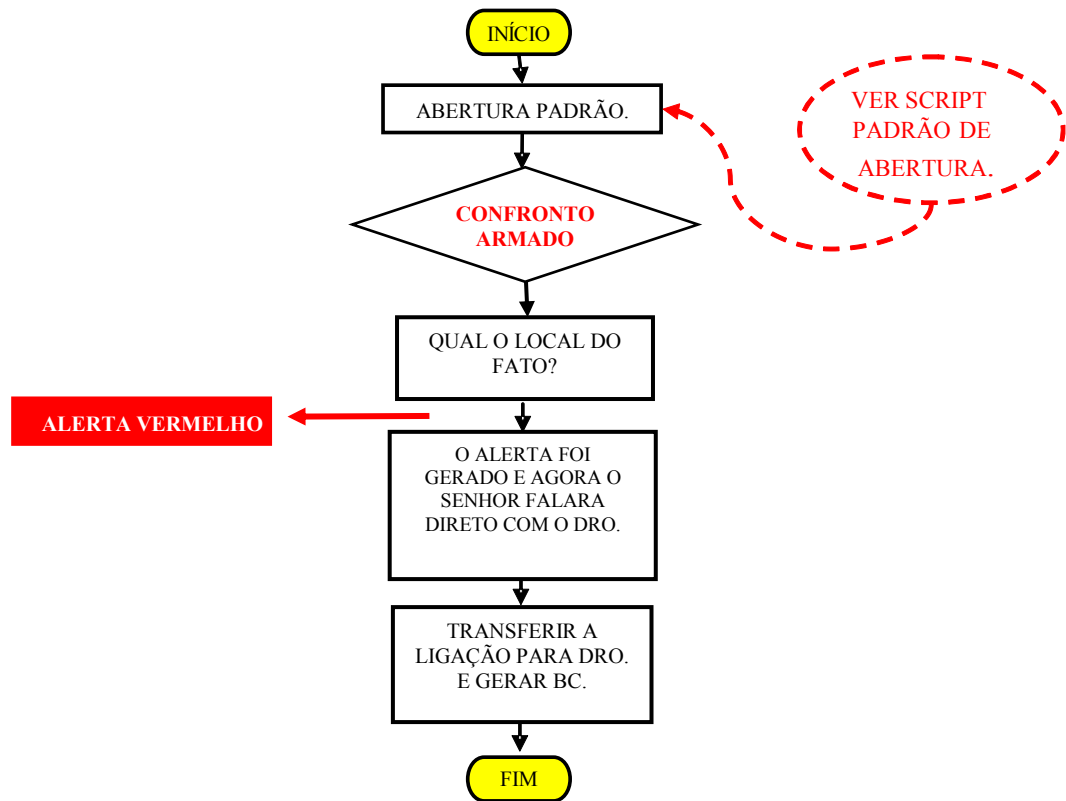 INÍCIO
ABERTURA PADRÃO.
VER SCRIPT
PADRÃO DE
ABERTURA.
CONFRONTO
ARMADO
QUAL O LOCAL DO
FATO?
ALERTA VERMELHO
O ALERTA FOI
GERADO E AGORA O
SENHOR FALARA
DIRETO COM O DRO.
TRANSFERIR A
LIGAÇÃO PARA DRO.
E GERAR BC.
FIM